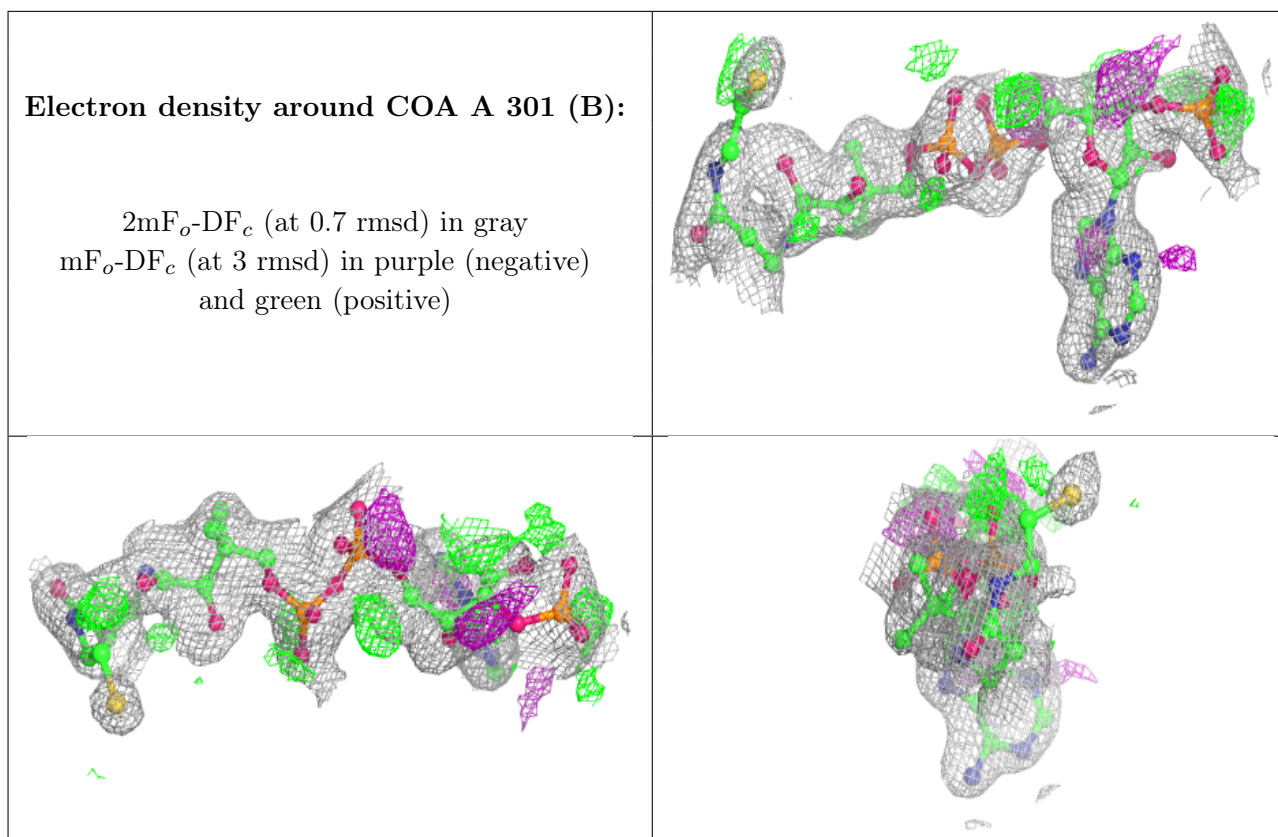 Electron density around COA A 301 (B):
2mFₒ-DF𝒸 (at 0.7 rmsd) in gray
mFₒ-DF𝒸 (at 3 rmsd) in purple (negative)
and green (positive)